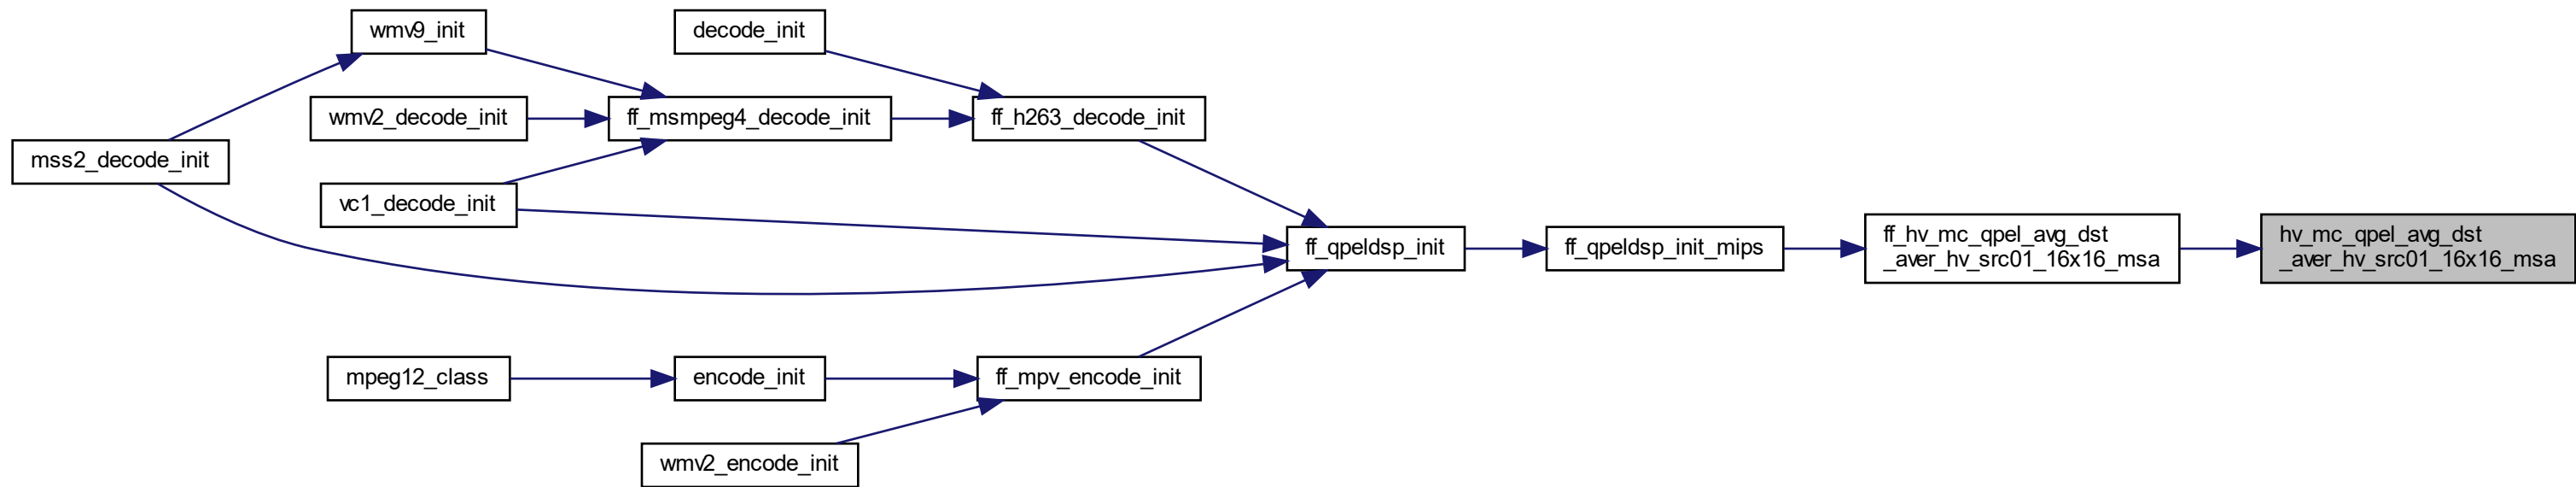 wmv9_init
decode_init
wmv2_decode_init
ff_msmpeg4_decode_init
ff_h263_decode_init
mss2_decode_init
vc1_decode_init
ff_qpeldsp_init
ff_qpeldsp_init_mips
ff_hv_mc_qpel_avg_dst
_aver_hv_src01_16x16_msa
hv_mc_qpel_avg_dst
_aver_hv_src01_16x16_msa
mpeg12_class
encode_init
ff_mpv_encode_init
wmv2_encode_init